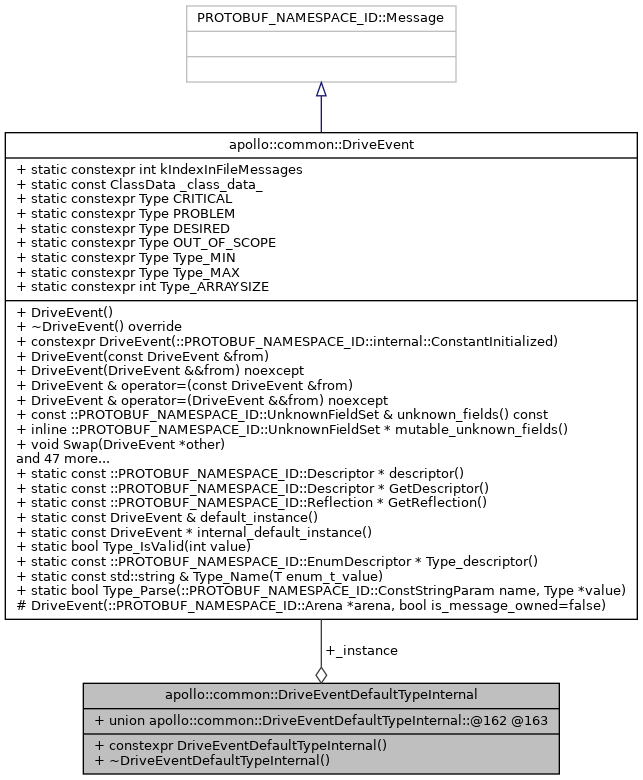 PROTOBUF_NAMESPACE_ID::Message
apollo::common::DriveEvent
+ static constexpr int kIndexInFileMessages
+ static const ClassData _class_data_
+ static constexpr Type CRITICAL
+ static constexpr Type PROBLEM
+ static constexpr Type DESIRED
+ static constexpr Type OUT_OF_SCOPE
+ static constexpr Type Type_MIN
+ static constexpr Type Type_MAX
+ static constexpr int Type_ARRAYSIZE
+ DriveEvent()
+ ~DriveEvent() override
+ constexpr DriveEvent(::PROTOBUF_NAMESPACE_ID::internal::ConstantInitialized)
+ DriveEvent(const DriveEvent &from)
+ DriveEvent(DriveEvent &&from) noexcept
+ DriveEvent & operator=(const DriveEvent &from)
+ DriveEvent & operator=(DriveEvent &&from) noexcept
+ const ::PROTOBUF_NAMESPACE_ID::UnknownFieldSet & unknown_fields() const
+ inline ::PROTOBUF_NAMESPACE_ID::UnknownFieldSet * mutable_unknown_fields()
+ void Swap(DriveEvent *other)
and 47 more...
+ static const ::PROTOBUF_NAMESPACE_ID::Descriptor * descriptor()
+ static const ::PROTOBUF_NAMESPACE_ID::Descriptor * GetDescriptor()
+ static const ::PROTOBUF_NAMESPACE_ID::Reflection * GetReflection()
+ static const DriveEvent & default_instance()
+ static const DriveEvent * internal_default_instance()
+ static bool Type_IsValid(int value)
+ static const ::PROTOBUF_NAMESPACE_ID::EnumDescriptor * Type_descriptor()
+ static const std::string & Type_Name(T enum_t_value)
+ static bool Type_Parse(::PROTOBUF_NAMESPACE_ID::ConstStringParam name, Type *value)
# DriveEvent(::PROTOBUF_NAMESPACE_ID::Arena *arena, bool is_message_owned=false)
+_instance
apollo::common::DriveEventDefaultTypeInternal
+ union apollo::common::DriveEventDefaultTypeInternal::@162 @163
+ constexpr DriveEventDefaultTypeInternal()
+ ~DriveEventDefaultTypeInternal()